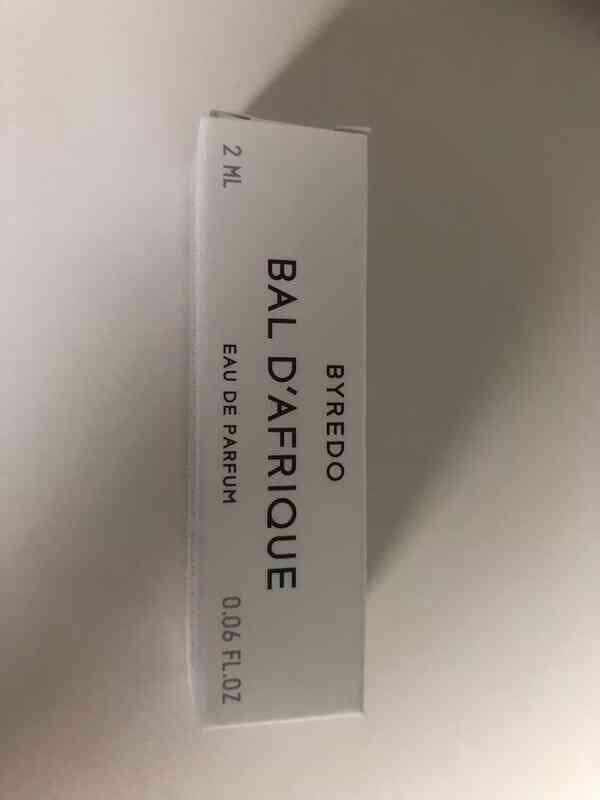 BYREDO
BAL D'AFRIQUE
EAU DE PARFUM
2 ML
0.06 FL.OZ